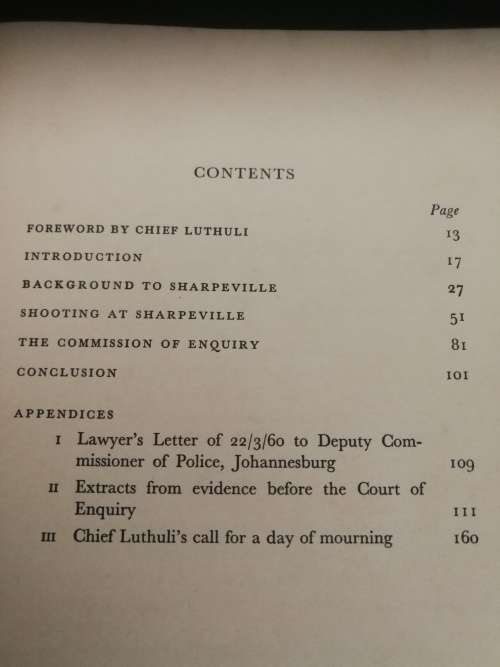 CONTENTS
Page
FOREWORD BY CHIEF LUTHULI 13
INTRODUCTION 17
BACKGROUND TO SHARPEVILLE 27
SHOOTING AT SHARPEVILLE 51
THE COMMISSION OF ENQUIRY 81
CONCLUSION 101
APPENDICES
I Lawyer's Letter of 22/3/60 to Deputy Com-
missioner of Police, Johannesburg 109
II Extracts from evidence before the Court of
Enquiry 111
III Chief Luthuli's call for a day of mourning 160